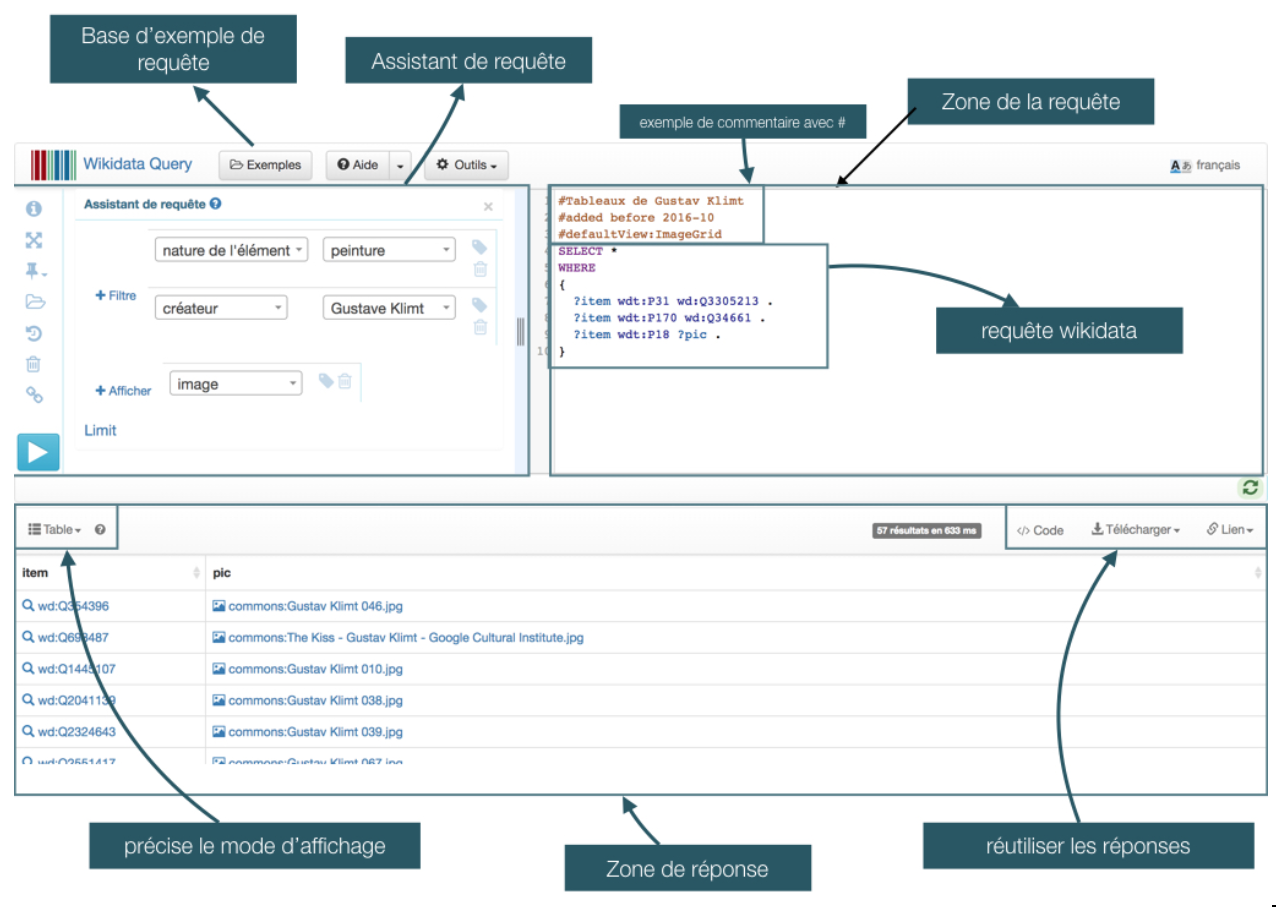 Base d'exemple de
requête
Assistant de requête
Zone de la requête
exemple de commentaire avec #
Wikidata Query
Exemples
Aide
Outils
Aあ français
Assistant de requête
nature de l'élément
peinture
+ Filtre
créateur
Gustave Klimt
+ Afficher
image
Limit
#Tableaux de Gustav Klimt
#added before 2016-10
#defaultView:ImageGrid
SELECT *
WHERE
{
?item wdt:P31 wd:Q3305213 .
?item wdt:P170 wd:Q34661 .
?item wdt:P18 ?pic .
10 }
requête wikidata
Table
57 résultats en 633 ms
</> Code
Télécharger
Lien
item pic
wd:Q354396 commons:Gustav Klimt 046.jpg
wd:Q698487 commons:The Kiss - Gustav Klimt - Google Cultural Institute.jpg
wd:Q1445107 commons:Gustav Klimt 010.jpg
wd:Q2041139 commons:Gustav Klimt 038.jpg
wd:Q2324643 commons:Gustav Klimt 039.jpg
wd:Q2551417 commons:Gustav Klimt 067.jpg
précise le mode d'affichage
Zone de réponse
réutiliser les réponses